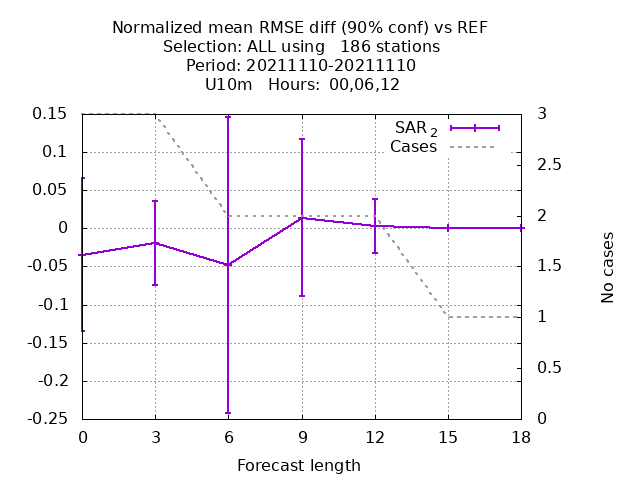 Normalized mean RMSE diff (90% conf) vs REF
Selection: ALL using   186 stations
Period: 20211110-20211110
U10m   Hours:  00,06,12
SAR 2
Cases
0.15
0.1
0.05
0
-0.05
-0.1
-0.15
-0.2
-0.25
3
2.5
2
1.5
1
0.5
0
No cases
0 3 6 9 12 15 18
Forecast length